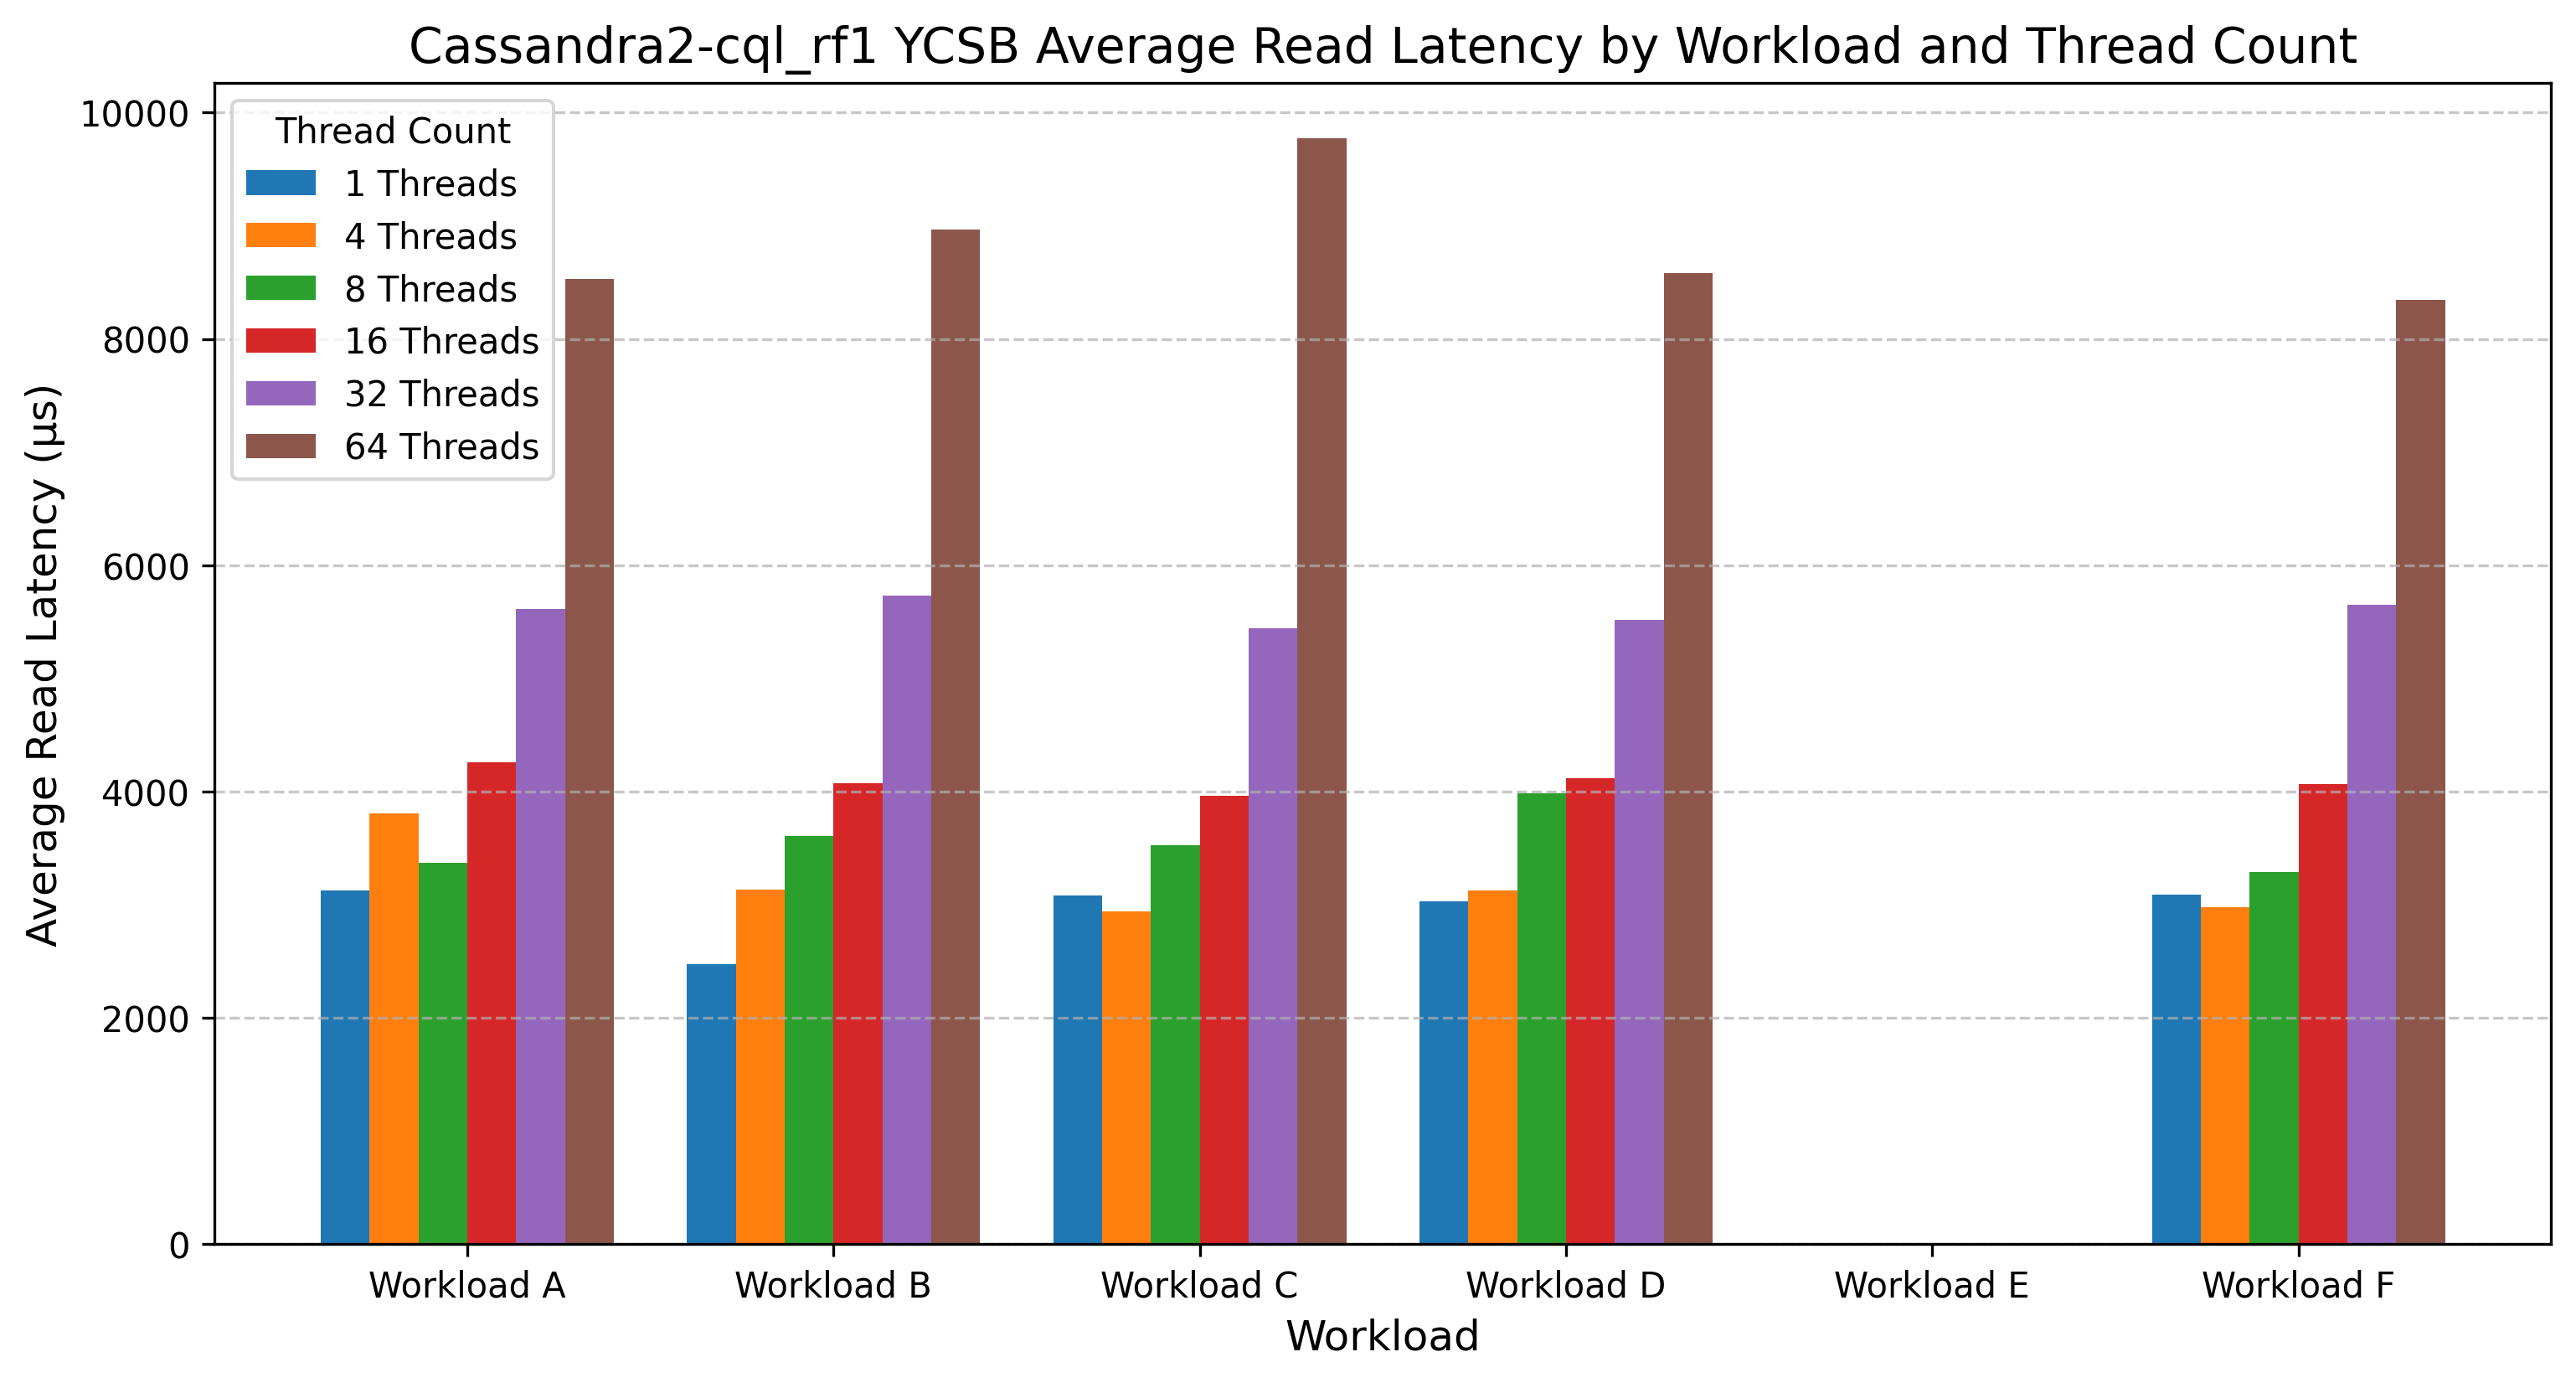 Cassandra2-cql_rf1 YCSB Average Read Latency by Workload and Thread Count
Average Read Latency (µs)
10000
8000
6000
4000
2000
0
Thread Count
1 Threads
4 Threads
8 Threads
16 Threads
32 Threads
64 Threads
Workload A
Workload B
Workload C
Workload D
Workload E
Workload F
Workload